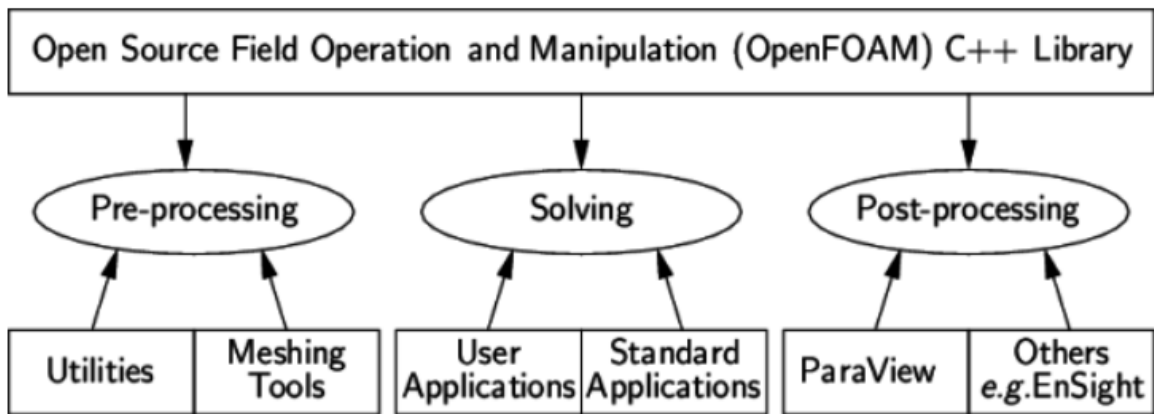 Open Source Field Operation and Manipulation (OpenFOAM) C++ Library
Pre-processing
Solving
Post-processing
Utilities
Meshing
Tools
User
Applications
Standard
Applications
ParaView
Others
e.g.EnSight